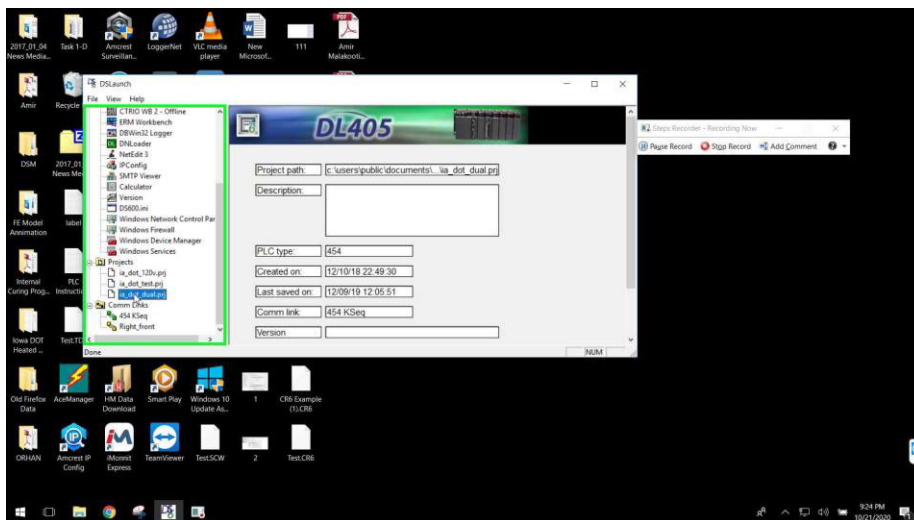 2017_01_04
News Media...
Task 1-D
Amcrest
Surveillan...
LoggerNet
VLC media
player
New
Microsof...
111
PDF
Amir
Malakooti...
Amir
Recycle
DSM
2017_01
News Me
FE Model
Annimation
label
Internal
Curing Prog...
PLC
Instructi
Iowa DOT
Heated ...
Test.TD
DSLaunch
File View Help
CTRIO WB 2 - Offline
ERM Workbench
DBWin32 Logger
DNLoader
NetEdit 3
IPConfig
SMTP Viewer
Calculator
Version
DS600.ini
Windows Network Control Par
Windows Firewall
Windows Device Manager
Windows Services
Projects
ia_dot_120v.prj
ia_dot_test.prj
ia_dot_dual.prj
Comm Links
454 KSeq
Right_front
Done
DL405
Project path: c:\users\public\documents\...\ia_dot_dual.prj
Description:
PLC type: 454
Created on: 12/10/18 22:49:30
Last saved on: 12/09/19 12:05:51
Comm link: 454 KSeq
Version
NUM
Steps Recorder - Recording Now
Pause Record Stop Record Add Comment
Old Firefox
Data
AceManager
HM Data
Download
Smart Play
Windows 10
Update As...
1
CR6 Example
(1).CR6
ORHAN
IP
Amcrest IP
Config
iMonnit
Express
TeamViewer
Test.SCW
2
Test.CR6
9:24 PM
10/21/2020